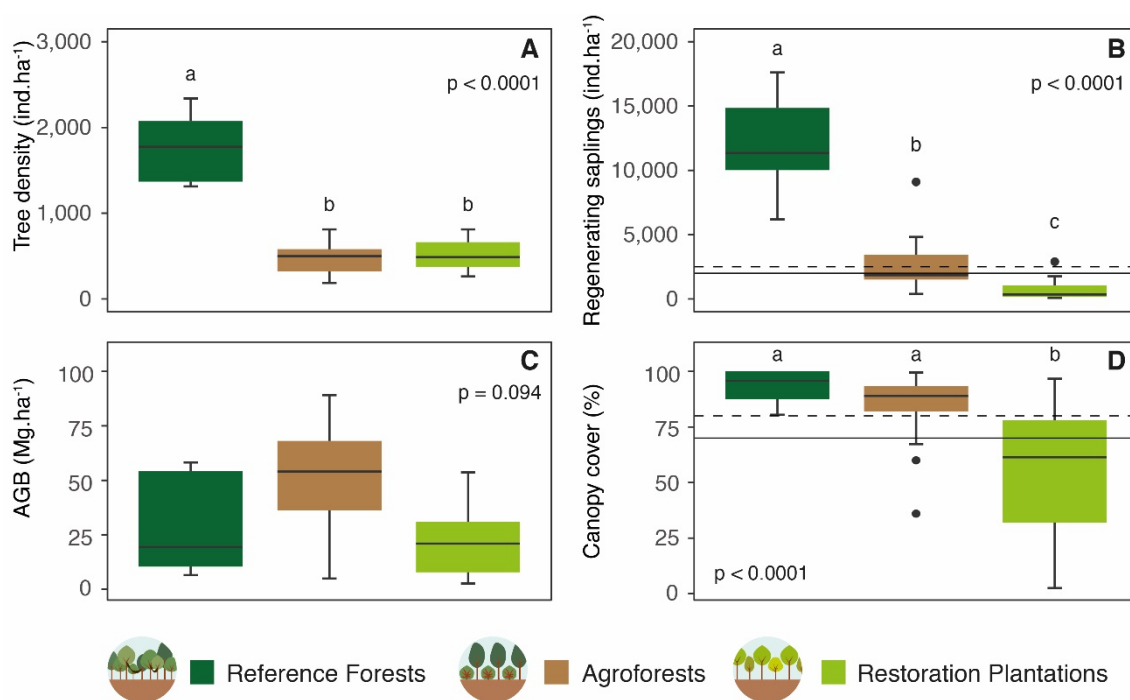 Tree density (ind.ha⁻¹)
3,000
2,000
1,000
0
A
p < 0.0001
a
b
b
Regenerating saplings (ind.ha⁻¹)
20,000
15,000
10,000
5,000
0
B
p < 0.0001
a
b
c
AGB (Mg.ha⁻¹)
100
75
50
25
0
C
p = 0.094
Canopy cover (%)
100
75
50
25
0
a
a
b
D
p < 0.0001
Reference Forests
Agroforests
Restoration Plantations